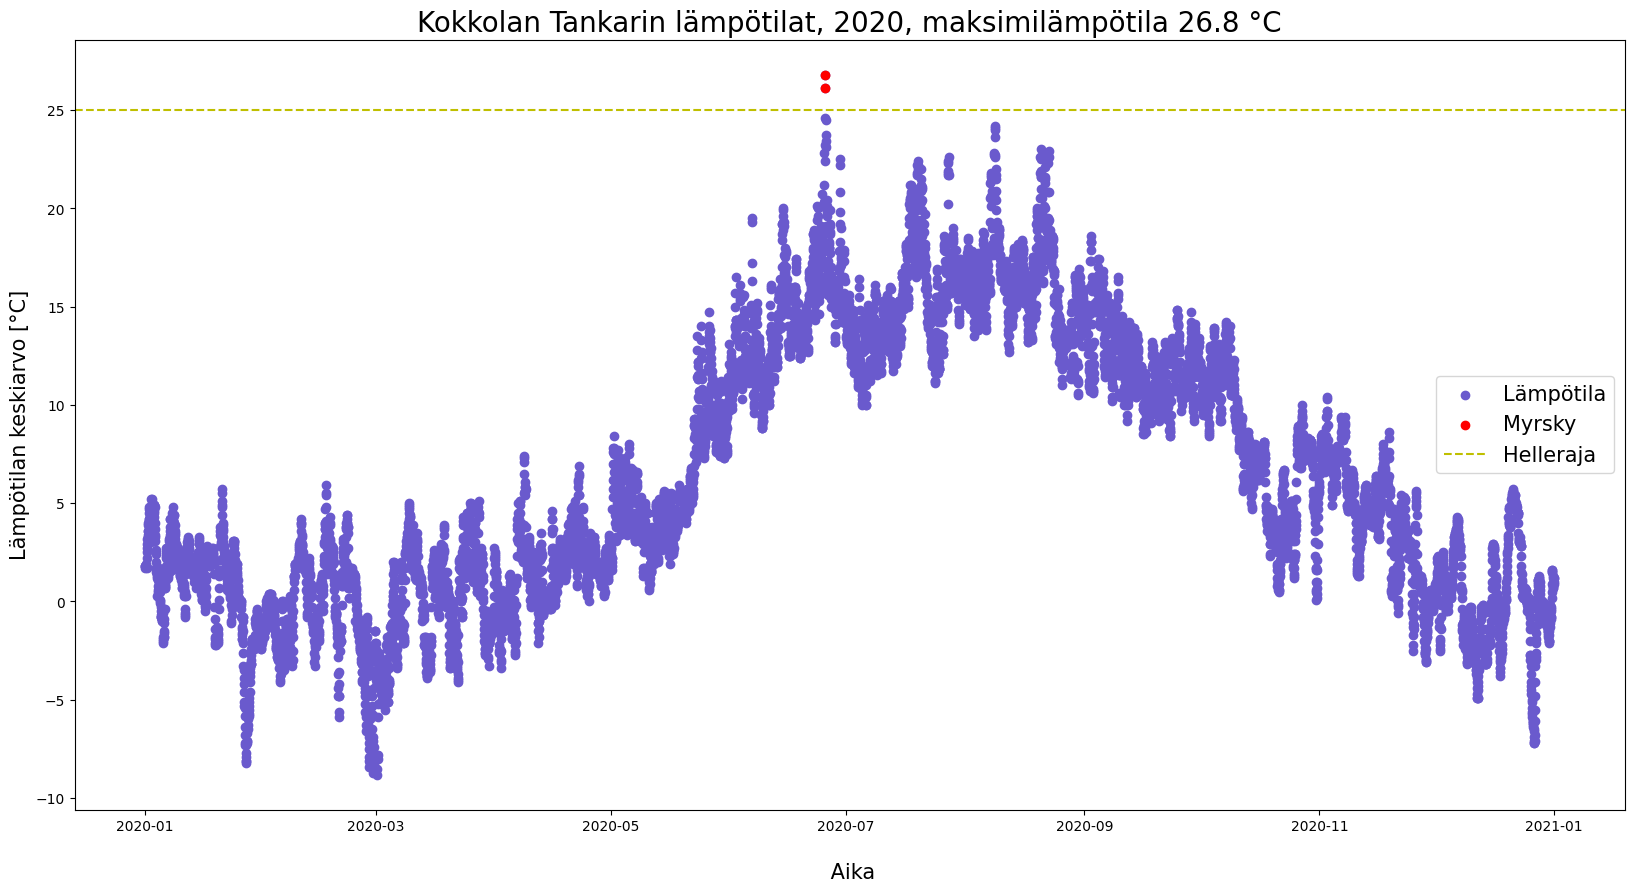 Kokkolan Tankarin lämpötilat, 2020, maksimilämpötila 26.8 °C
Lämpötilan keskiarvo [°C]
25
20
15
10
5
0
−5
−10
Lämpötila
Myrsky
Helleraja
2020-01 2020-03 2020-05 2020-07 2020-09 2020-11 2021-01
Aika